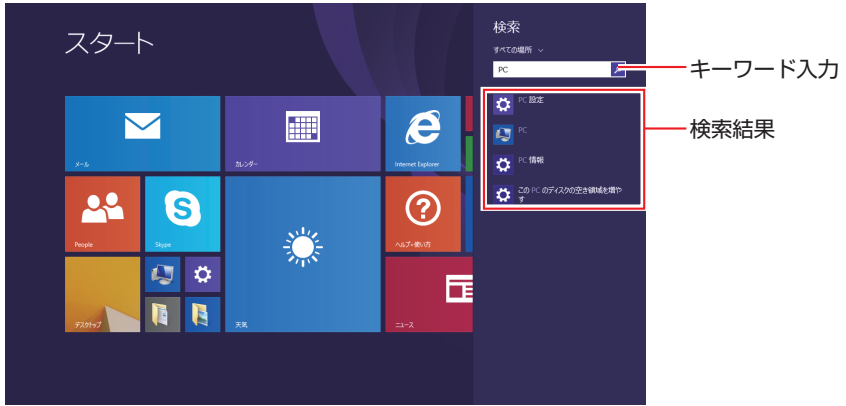 スタート
検索
すべての場所
PC
キーワード入力
PC 設定
PC
検索結果
PC 情報
この PC のディスクの空き領域を増や
す
メール
カレンダー
Internet Explorer
People
Skype
ヘルプ+使い方
デスクトップ
天気
ニュース